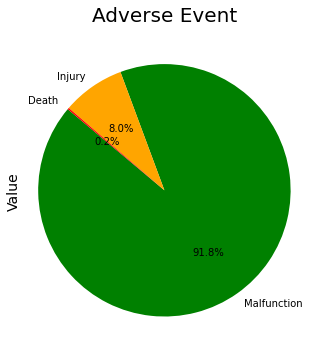 Adverse Event
Injury
Death
8.0%
0.2%
Value
91.8%
Malfunction